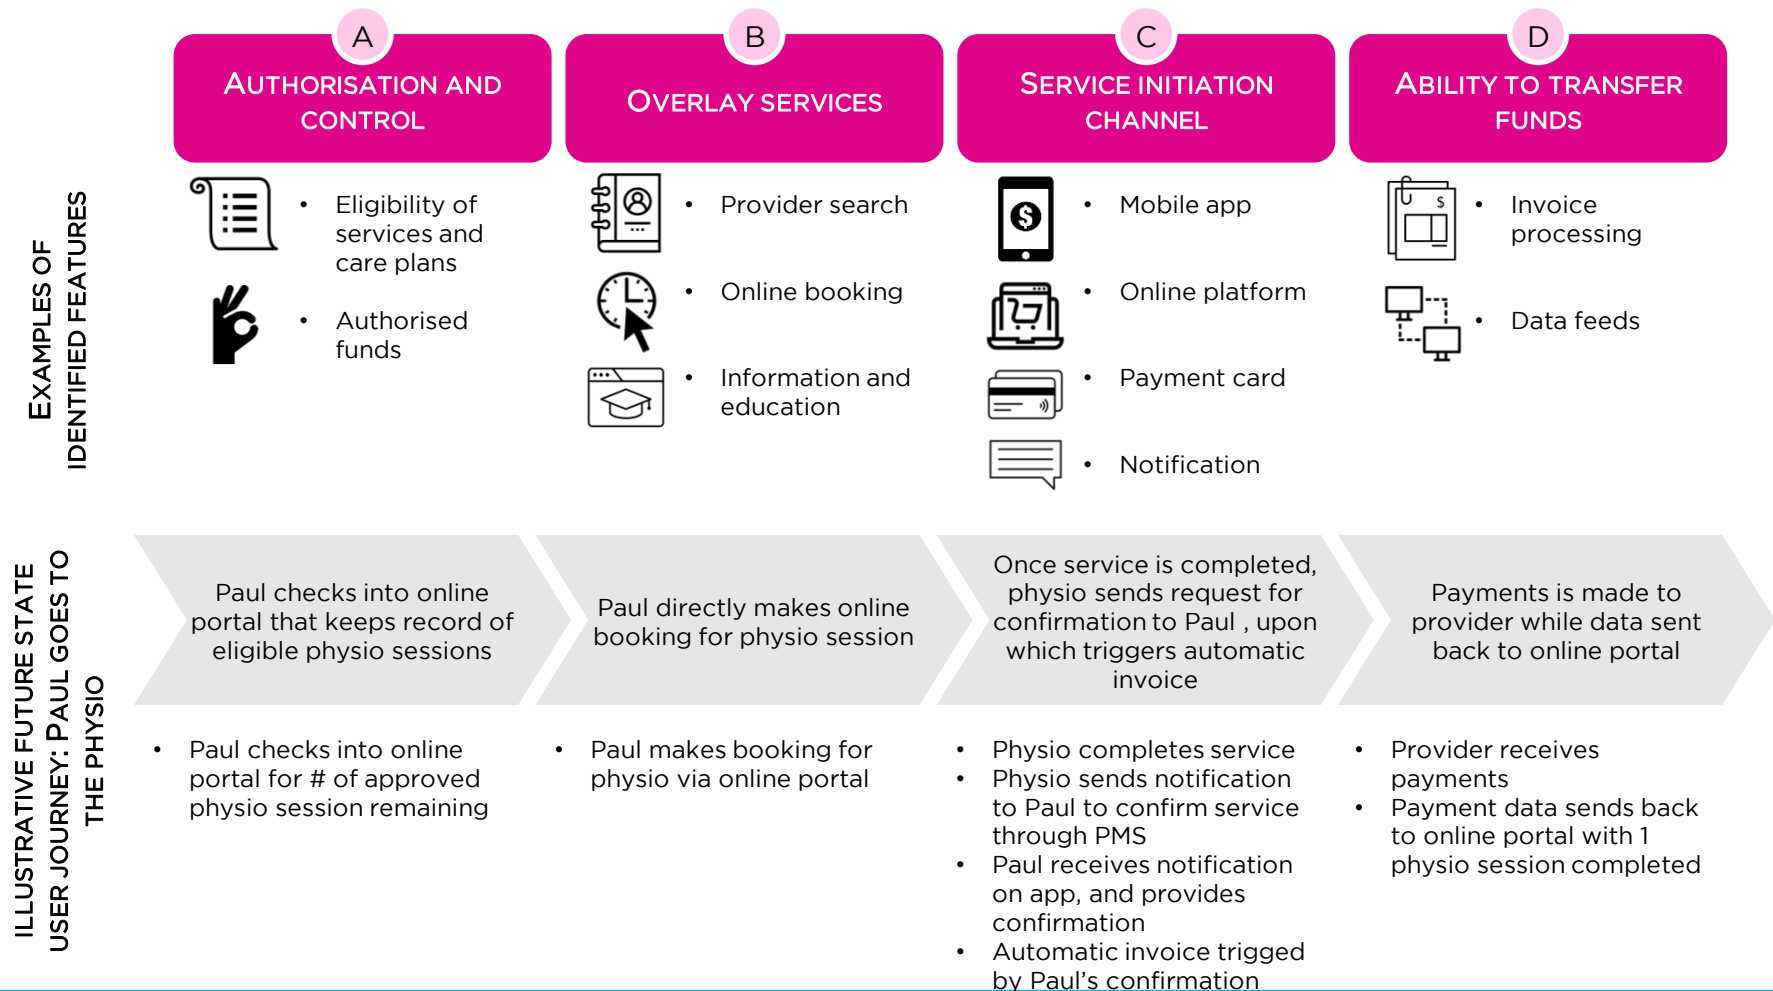 A
AUTHORISATION AND
CONTROL
B
OVERLAY SERVICES
C
SERVICE INITIATION
CHANNEL
D
ABILITY TO TRANSFER
FUNDS
EXAMPLES OF
IDENTIFIED FEATURES
• Eligibility of
services and
care plans
• Authorised
funds
• Provider search
• Online booking
• Information and
education
$
• Mobile app
• Online platform
• Payment card
• Notification
$
• Invoice
processing
• Data feeds
ILLUSTRATIVE FUTURE STATE
USER JOURNEY: PAUL GOES TO
THE PHYSIO
Paul checks into online
portal that keeps record of
eligible physio sessions
Paul directly makes online
booking for physio session
Once service is completed,
physio sends request for
confirmation to Paul , upon
which triggers automatic
invoice
Payments is made to
provider while data sent
back to online portal
• Paul checks into online
portal for # of approved
physio session remaining
• Paul makes booking for
physio via online portal
• Physio completes service
• Physio sends notification
to Paul to confirm service
through PMS
• Paul receives notification
on app, and provides
confirmation
• Automatic invoice trigged
by Paul's confirmation
• Provider receives
payments
• Payment data sends back
to online portal with 1
physio session completed